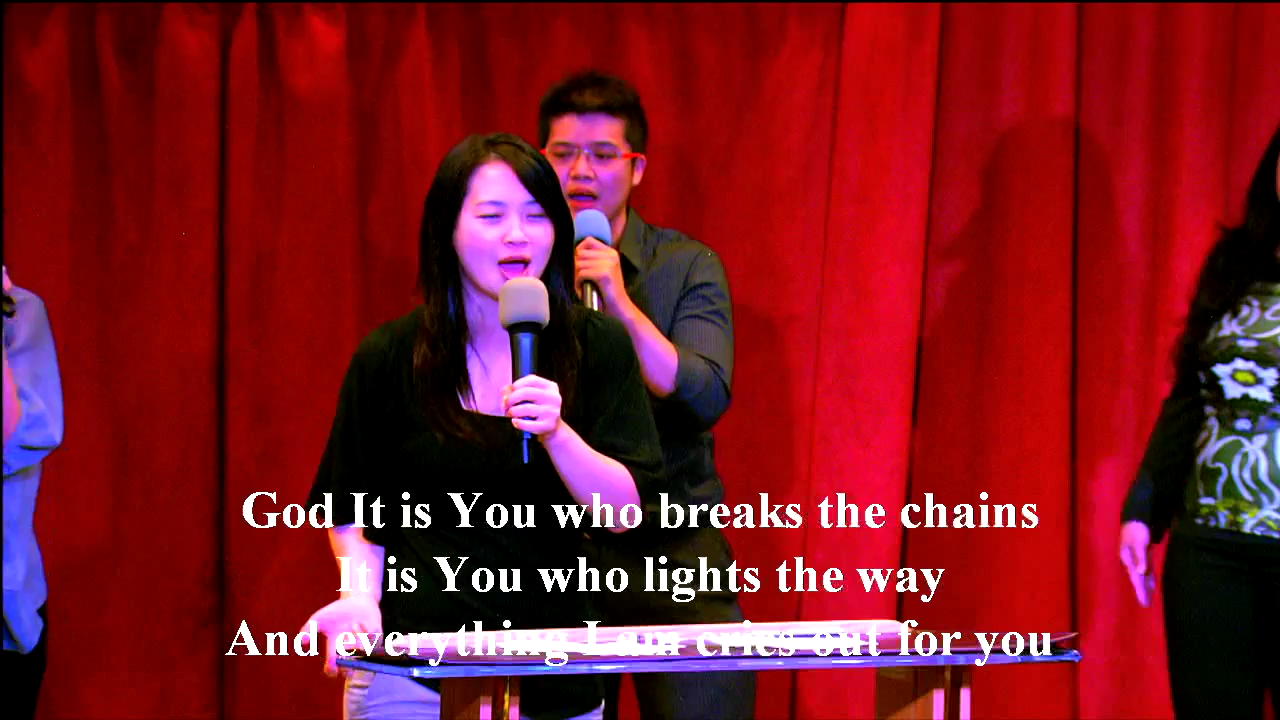 God It is You who breaks the chains
It is You who lights the way
And everything I am cries out for you